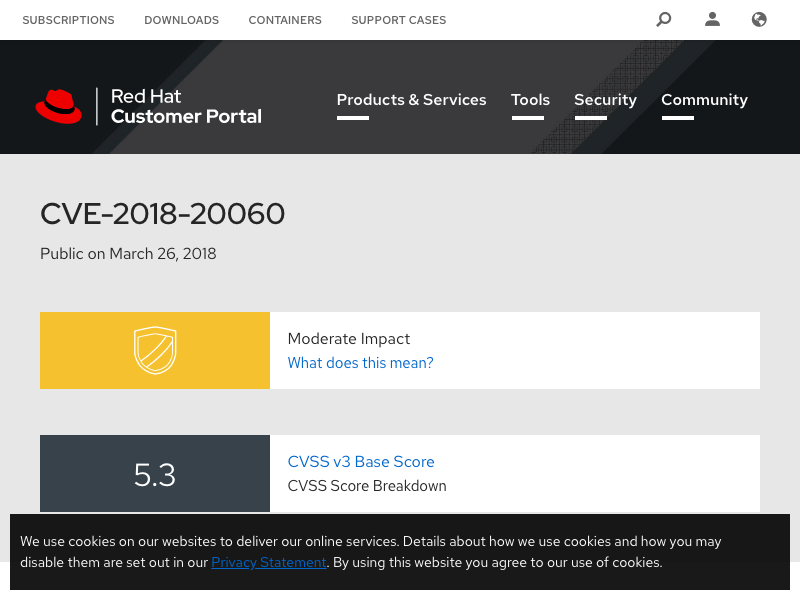 SUBSCRIPTIONS DOWNLOADS CONTAINERS SUPPORT CASES
Red Hat
Customer Portal
Products & Services Tools Security Community
CVE-2018-20060
Public on March 26, 2018
Moderate Impact
What does this mean?
5.3
CVSS v3 Base Score
CVSS Score Breakdown
We use cookies on our websites to deliver our online services. Details about how we use cookies and how you may
disable them are set out in our Privacy Statement. By using this website you agree to our use of cookies.